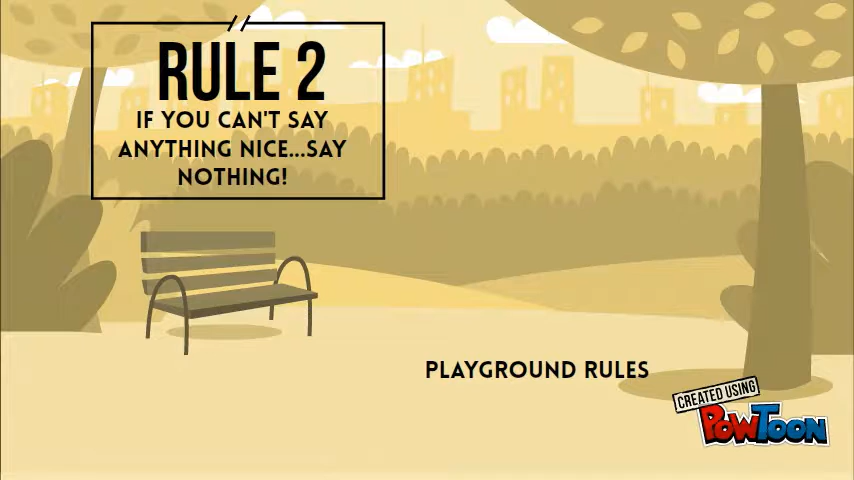 RULE 2
IF YOU CAN'T SAY
ANYTHING NICE...SAY
NOTHING!
PLAYGROUND RULES
CREATED USING
POWTOON